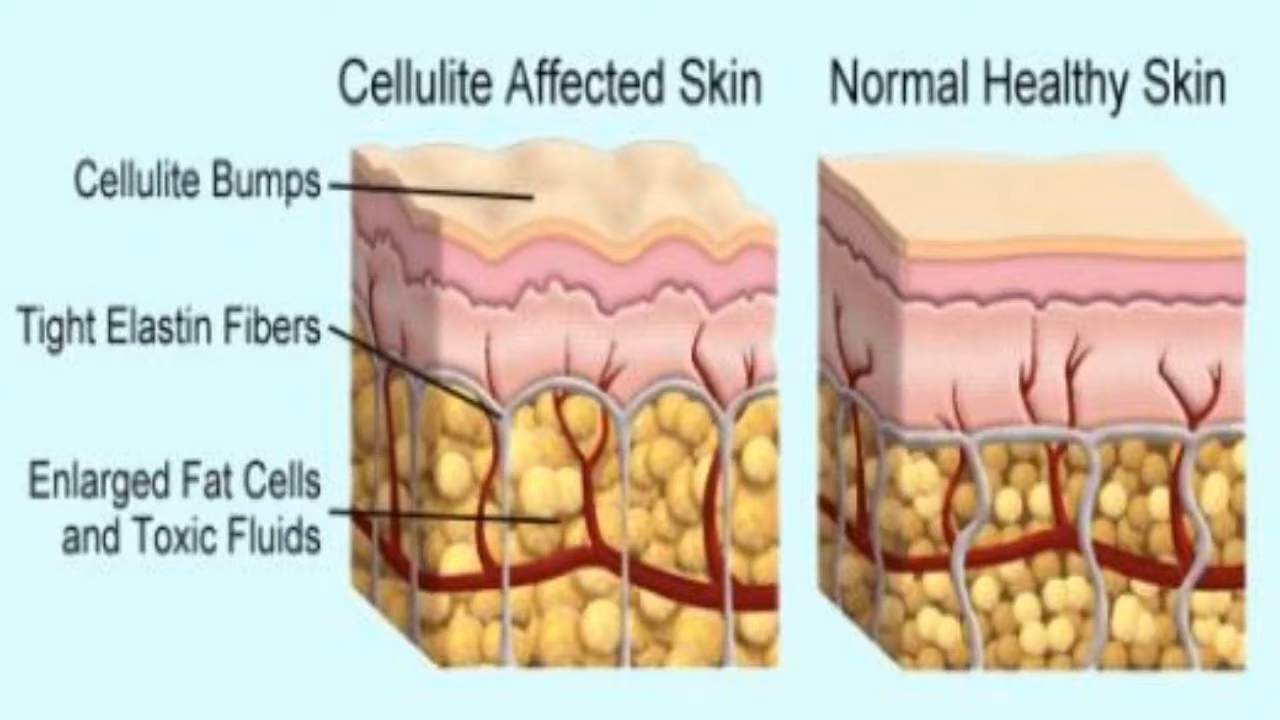 Cellulite Affected Skin
Normal Healthy Skin
Cellulite Bumps
Tight Elastin Fibers
Enlarged Fat Cells
and Toxic Fluids